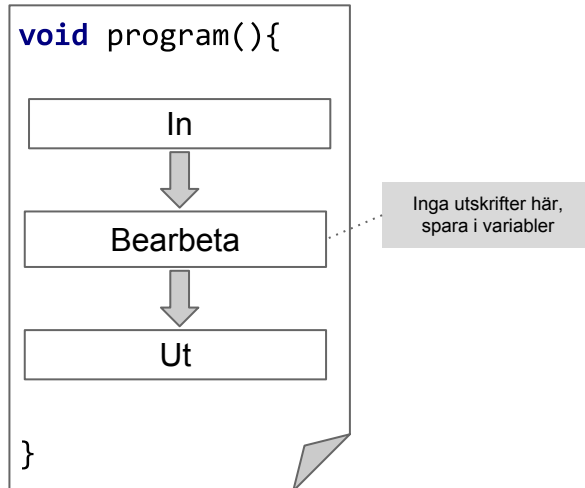 void program(){
In
Bearbeta
Inga utskrifter här,
spara i variabler
Ut
}